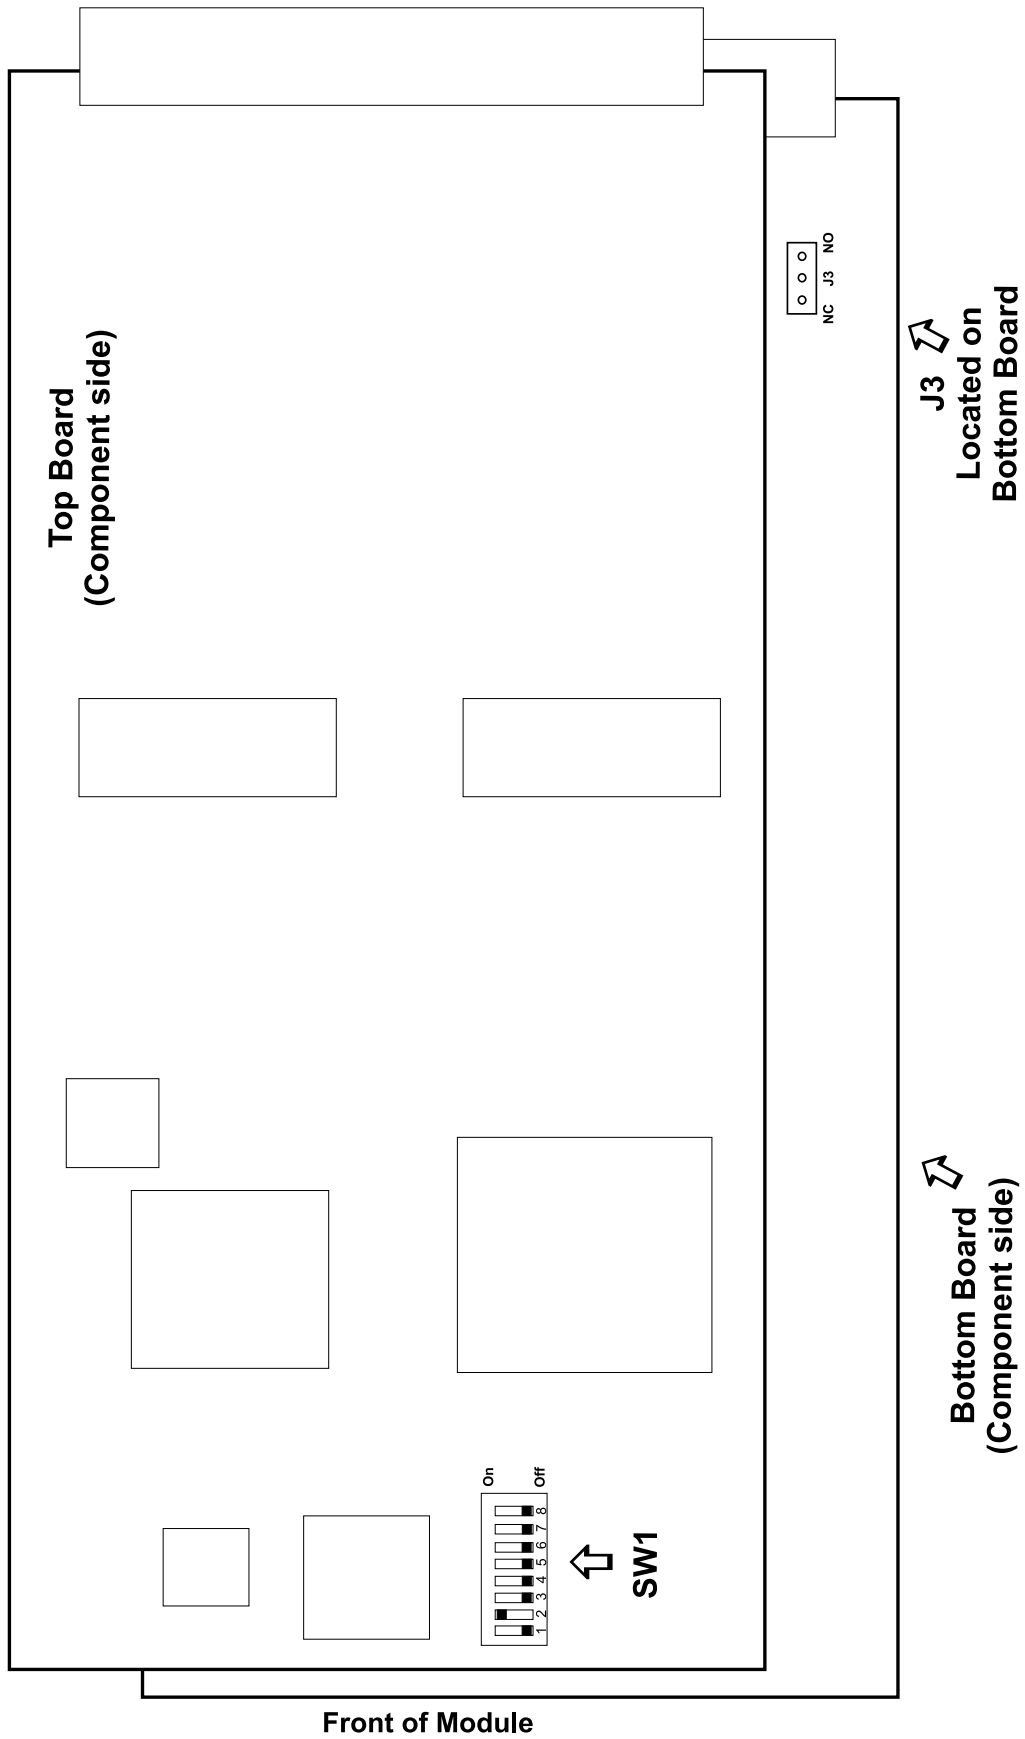 Top Board
(Component side)
NC J3 NO
J3
Located on
Bottom Board
Bottom Board
(Component side)
On
Off
1 2 3 4 5 6 7 8
SW1
Front of Module